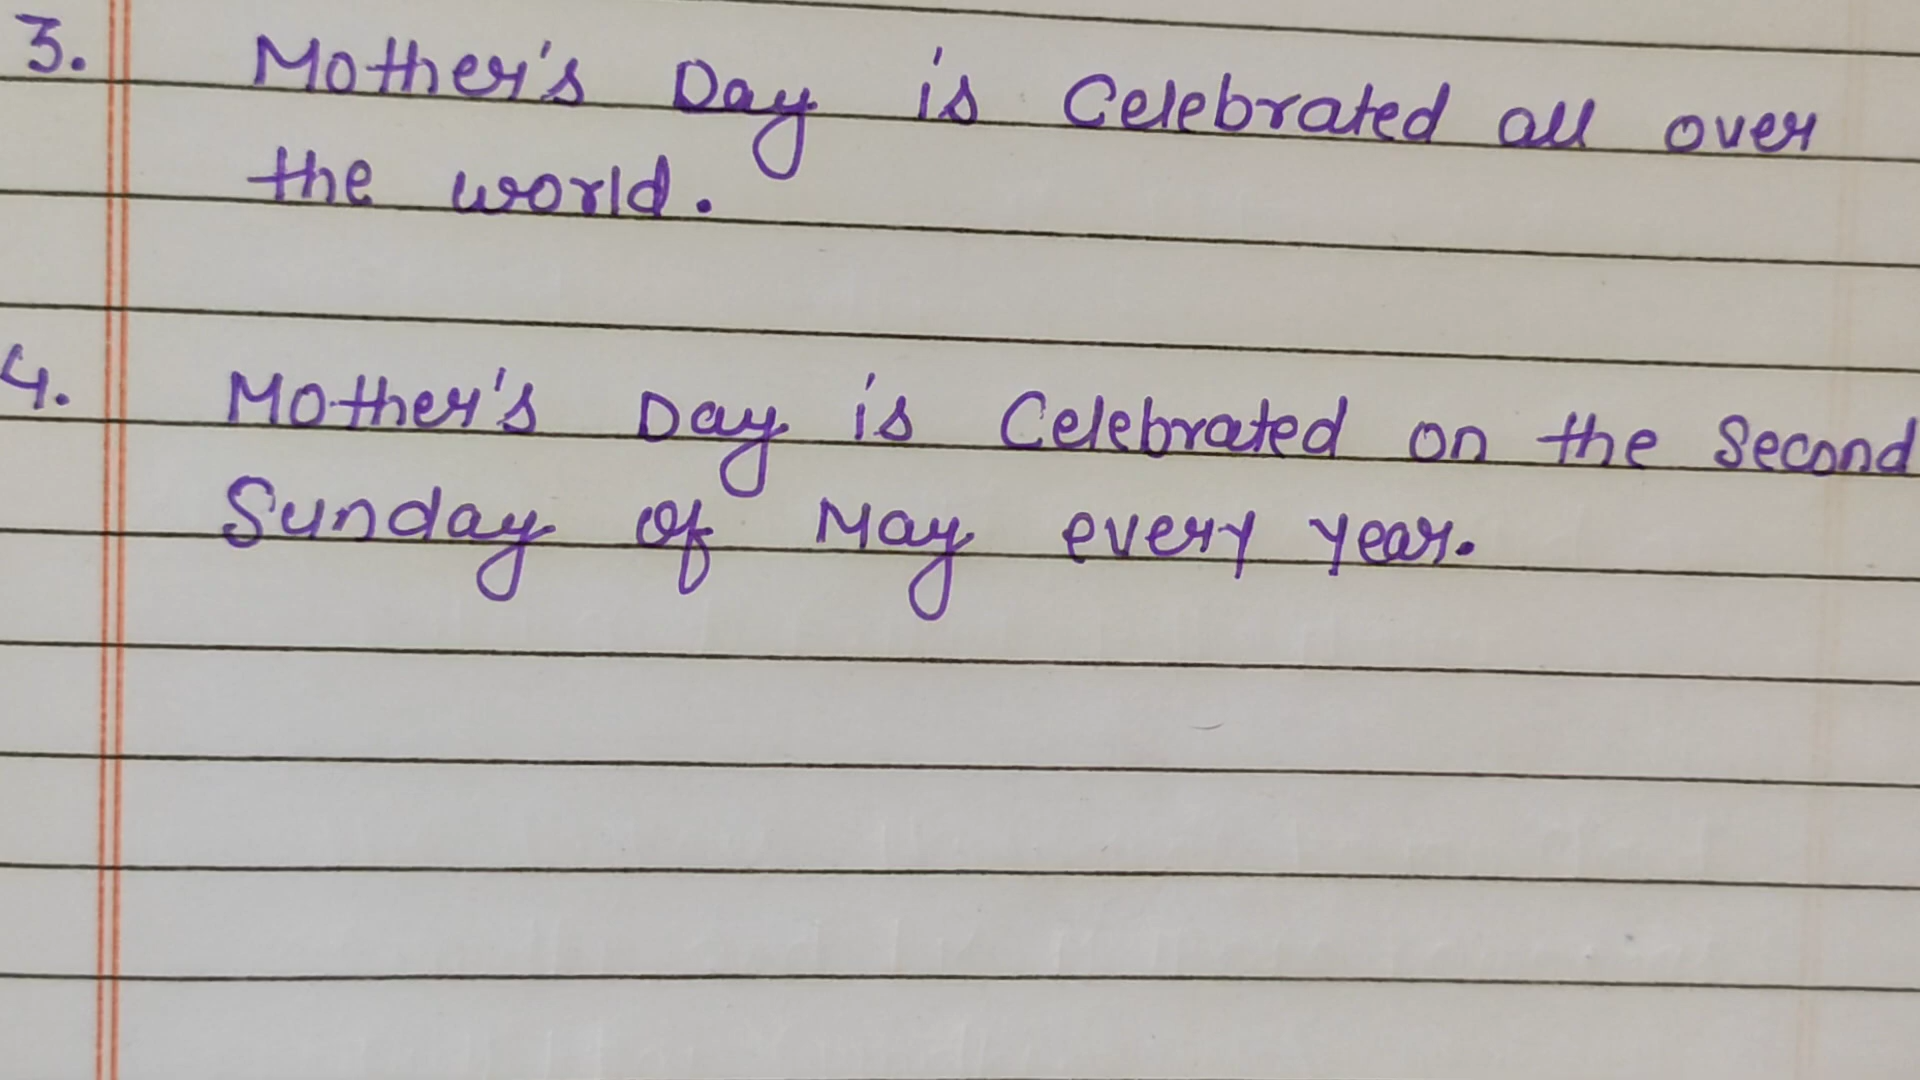 3. Mother's Day is Celebrated all over
the world.
4. Mother's Day is Celebrated on the Second
Sunday of May every year.